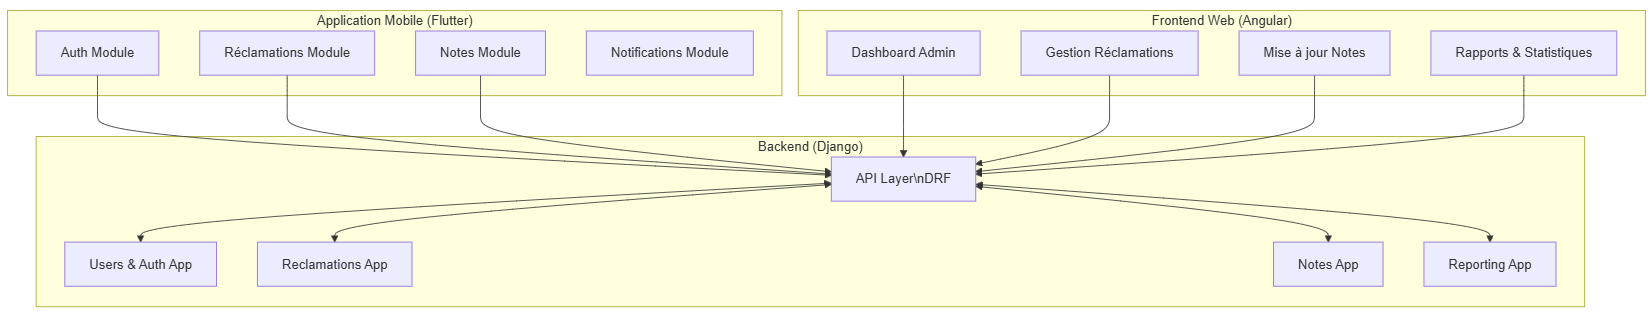 Application Mobile (Flutter)
Auth Module
Réclamations Module
Notes Module
Notifications Module
Frontend Web (Angular)
Dashboard Admin
Gestion Réclamations
Mise à jour Notes
Rapports & Statistiques
Backend (Django)
API Layer\nDRF
Users & Auth App
Reclamations App
Notes App
Reporting App